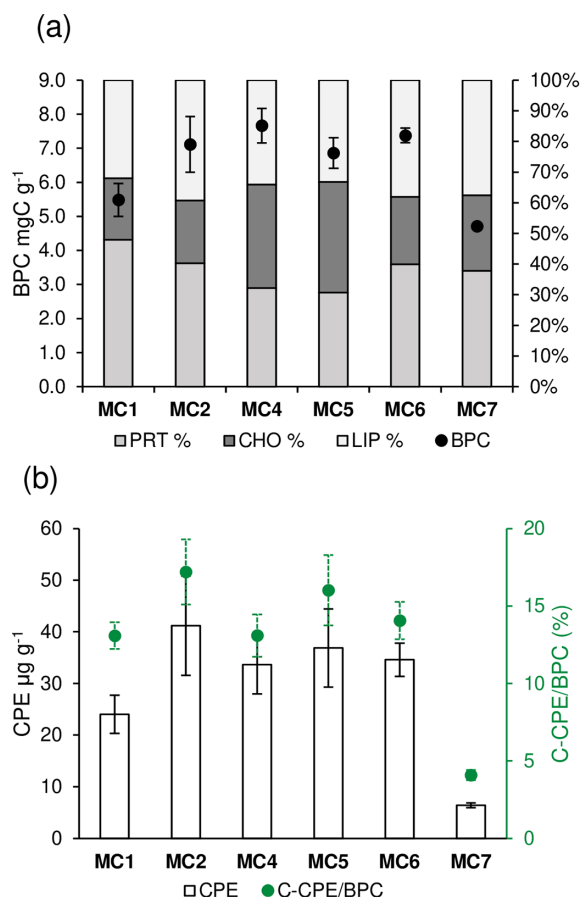 (a)
9.0 100%
8.0 90%
7.0 80%
6.0 70%
5.0 60%
4.0 50%
3.0 40%
2.0 30%
1.0 20%
0.0 10%
0%
BPC mgC g⁻¹
MC1 MC2 MC4 MC5 MC6 MC7
PRT % CHO % LIP % BPC
(b)
60 20
50 15
40 10
30 5
20 0
10
0
CPE µg g⁻¹
C-CPE/BPC (%)
MC1 MC2 MC4 MC5 MC6 MC7
CPE C-CPE/BPC